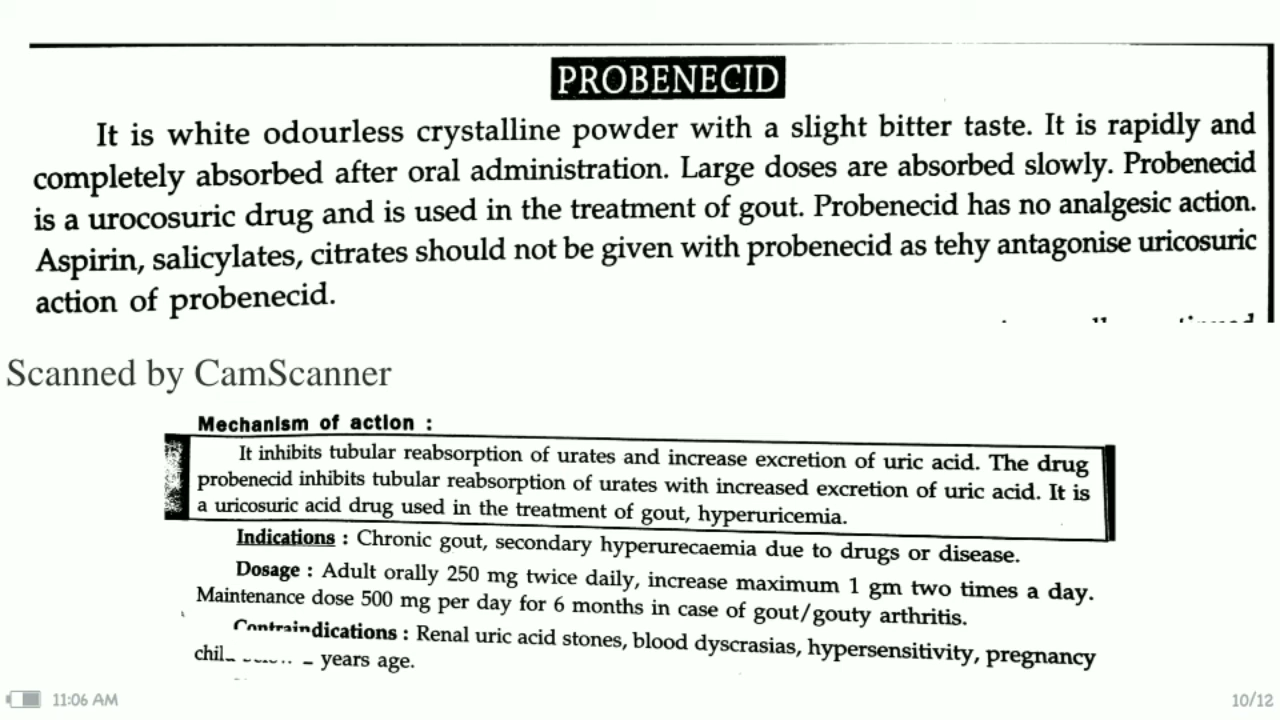 PROBENECID
It is white odourless crystalline powder with a slight bitter taste. It is rapidly and
completely absorbed after oral administration. Large doses are absorbed slowly. Probenecid
is a urocosuric drug and is used in the treatment of gout. Probenecid has no analgesic action.
Aspirin, salicylates, citrates should not be given with probenecid as tehy antagonise uricosuric
action of probenecid.
Scanned by CamScanner
Mechanism of action :
It inhibits tubular reabsorption of urates and increase excretion of uric acid. The drug
probenecid inhibits tubular reabsorption of urates with increased excretion of uric acid. It is
a uricosuric acid drug used in the treatment of gout, hyperuricemia.
Indications : Chronic gout, secondary hyperurecaemia due to drugs or disease.
Dosage : Adult orally 250 mg twice daily, increase maximum 1 gm two times a day.
Maintenance dose 500 mg per day for 6 months in case of gout/gouty arthritis.
Contraindications : Renal uric acid stones, blood dyscrasias, hypersensitivity, pregnancy
years age.
11:06 AM
10/12